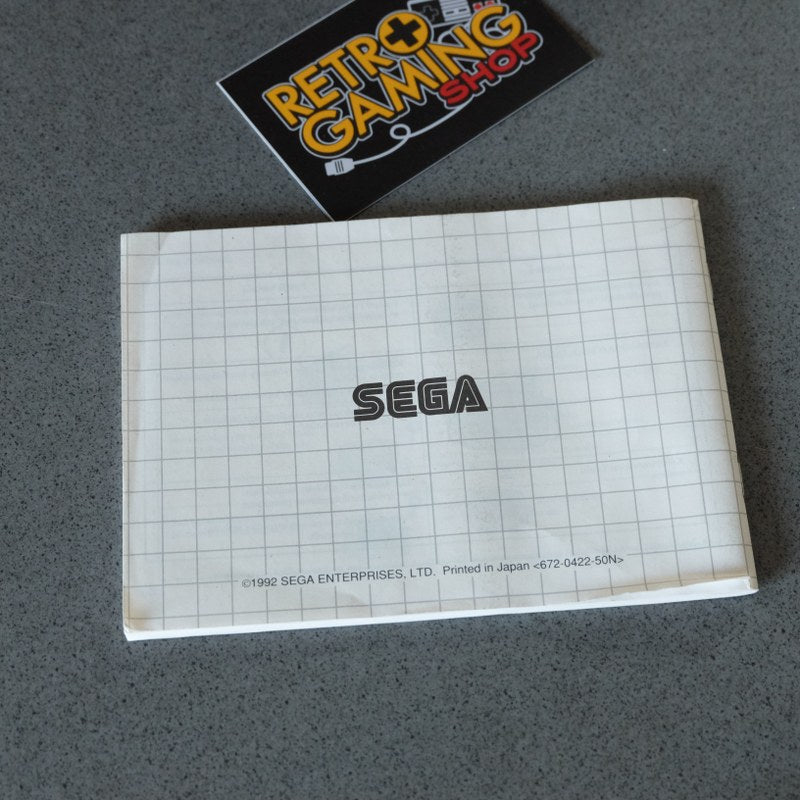 RETRO
GAMING
SHOP
SEGA
©1992 SEGA ENTERPRISES, LTD. Printed in Japan <672-0422-50N>